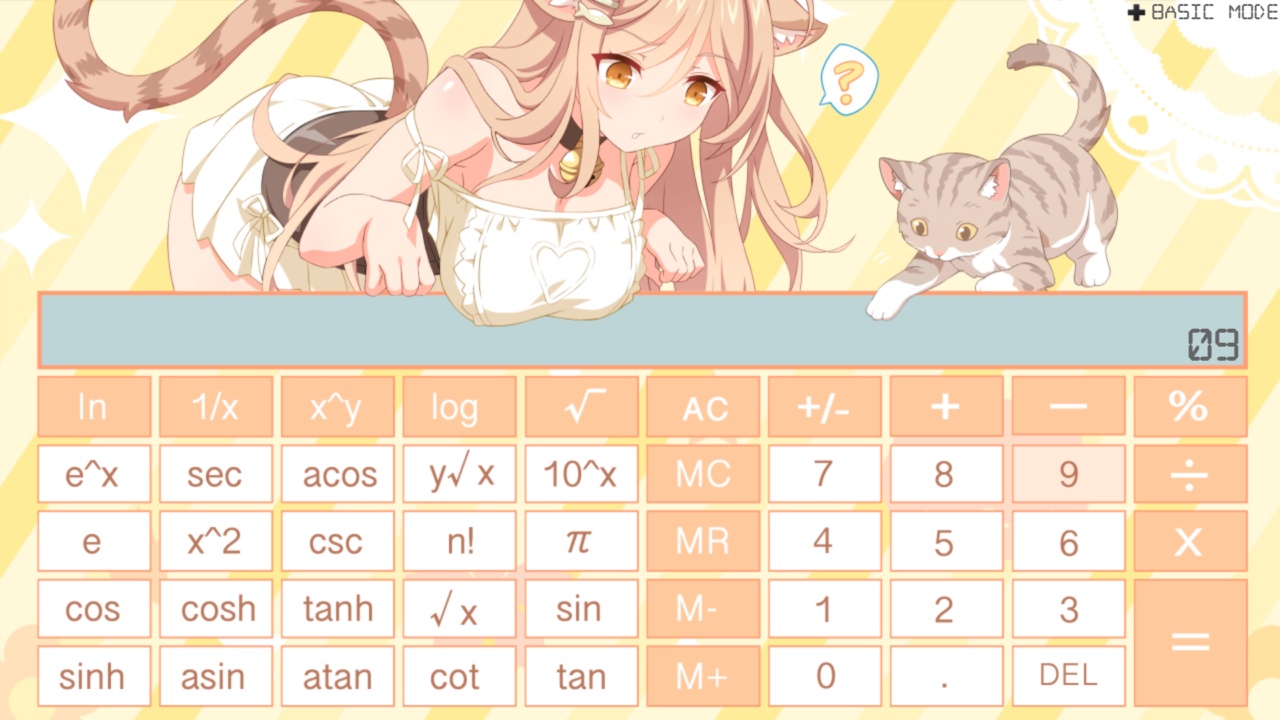 ✚ BASIC MODE
?
09
ln 1/x x^y log √ AC +/- + − %
e^x sec acos y√x 10^x MC 7 8 9 ÷
e x^2 csc n! π MR 4 5 6 X
cos cosh tanh √x sin M- 1 2 3 =
sinh asin atan cot tan M+ 0 . DEL